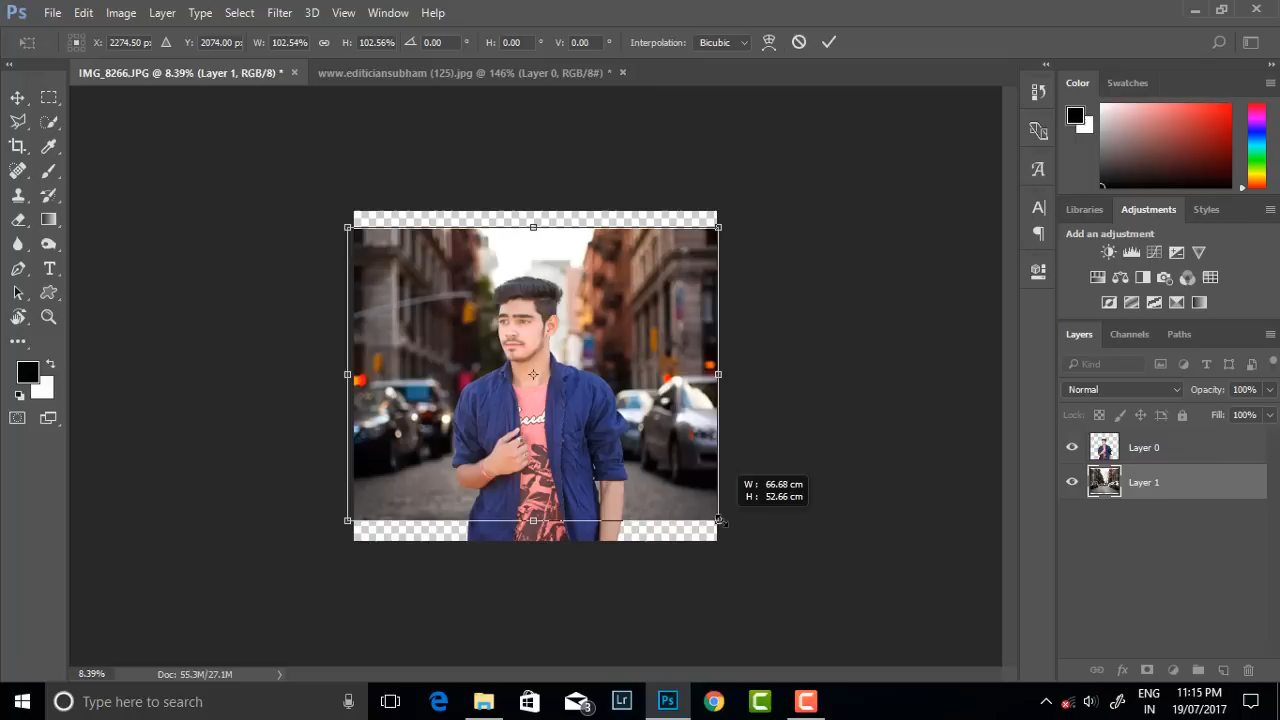 Ps File Edit Image Layer Type Select Filter 3D View Window Help
X: 2274.50 px Y: 2074.00 px W: 102.54% H: 102.56% 0.00 ° H: 0.00 ° V: 0.00 ° Interpolation: Bicubic
IMG_8266.JPG @ 8.39% (Layer 1, RGB/8) * × www.editiciansubham (125).jpg @ 146% (Layer 0, RGB/8#) * ×
Color Swatches
Libraries Adjustments Styles
Add an adjustment
Layers Channels Paths
Kind
Normal Opacity: 100%
Lock: Fill: 100%
Layer 0
Layer 1
W: 66.68 cm
H: 52.66 cm
8.39% Doc: 55.3M/27.1M
Type here to search
3
Lr
Ps
ENG
IN
11:15 PM
19/07/2017